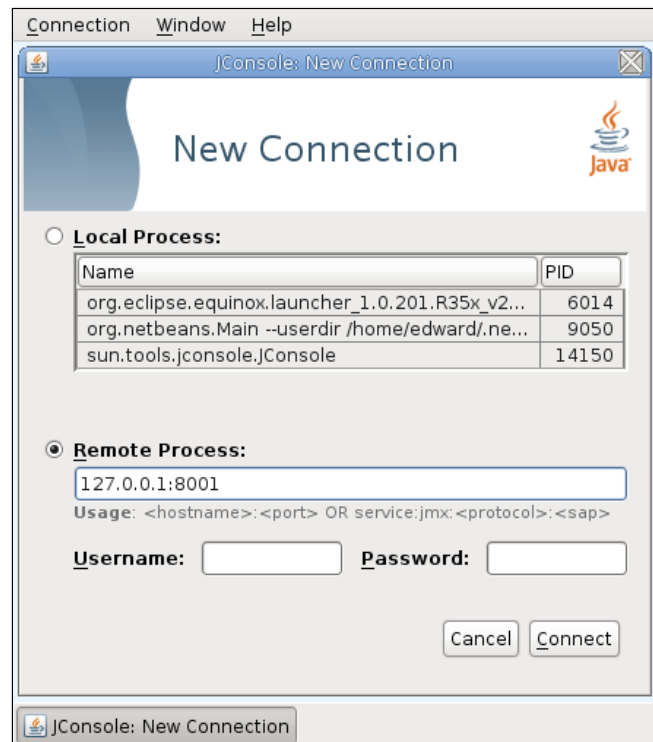 Connection Window Help
JConsole: New Connection
New Connection
Java
Local Process:
Name PID
org.eclipse.equinox.launcher_1.0.201.R35x_v2... 6014
org.netbeans.Main --userdir /home/edward/.ne... 9050
sun.tools.jconsole.JConsole 14150
Remote Process:
127.0.0.1:8001
Usage: <hostname>:<port> OR service:jmx:<protocol>:<sap>
Username: Password:
Cancel Connect
JConsole: New Connection